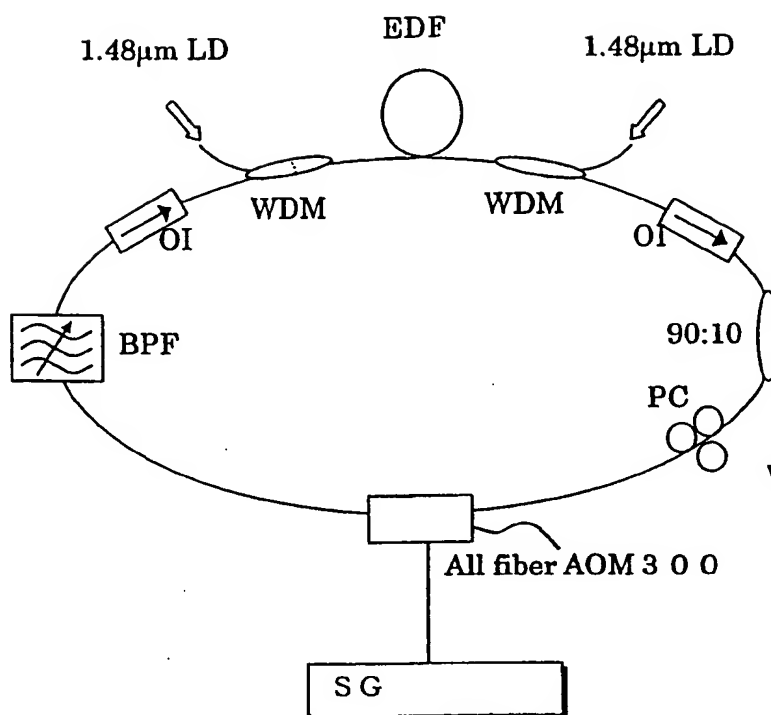 EDF
1.48μm LD
1.48μm LD
WDM
WDM
OI
OI
BPF
90:10
PC
All fiber AOM 3 0 0
S G